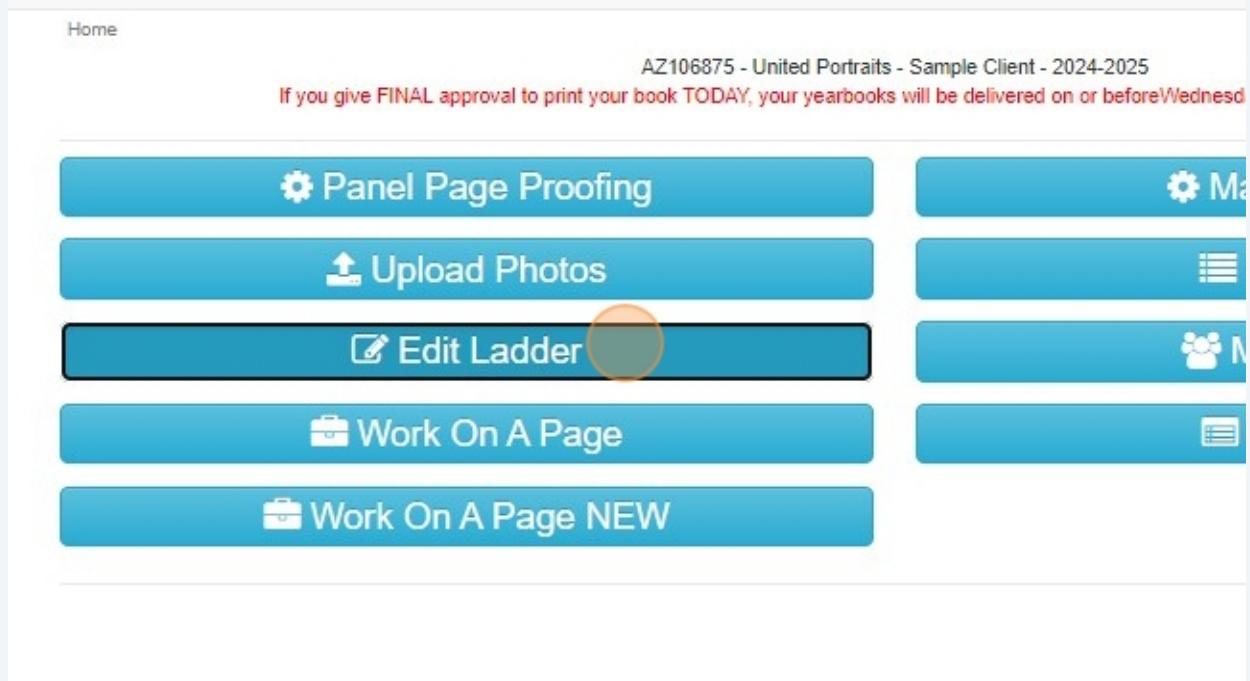 Home
AZ106875 - United Portraits - Sample Client - 2024-2025
If you give FINAL approval to print your book TODAY, your yearbooks will be delivered on or beforeWednesd
Panel Page Proofing
Upload Photos
Edit Ladder
Work On A Page
Work On A Page NEW
Ma
M